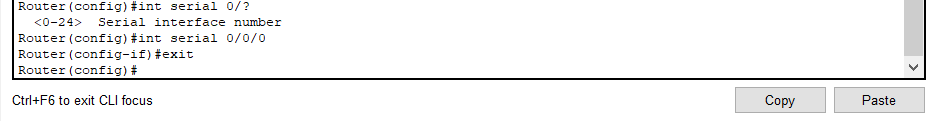 Router(config)#int serial 0/?
<0-24> Serial interface number
Router(config)#int serial 0/0/0
Router(config-if)#exit
Router(config)#
Ctrl+F6 to exit CLI focus
Copy
Paste